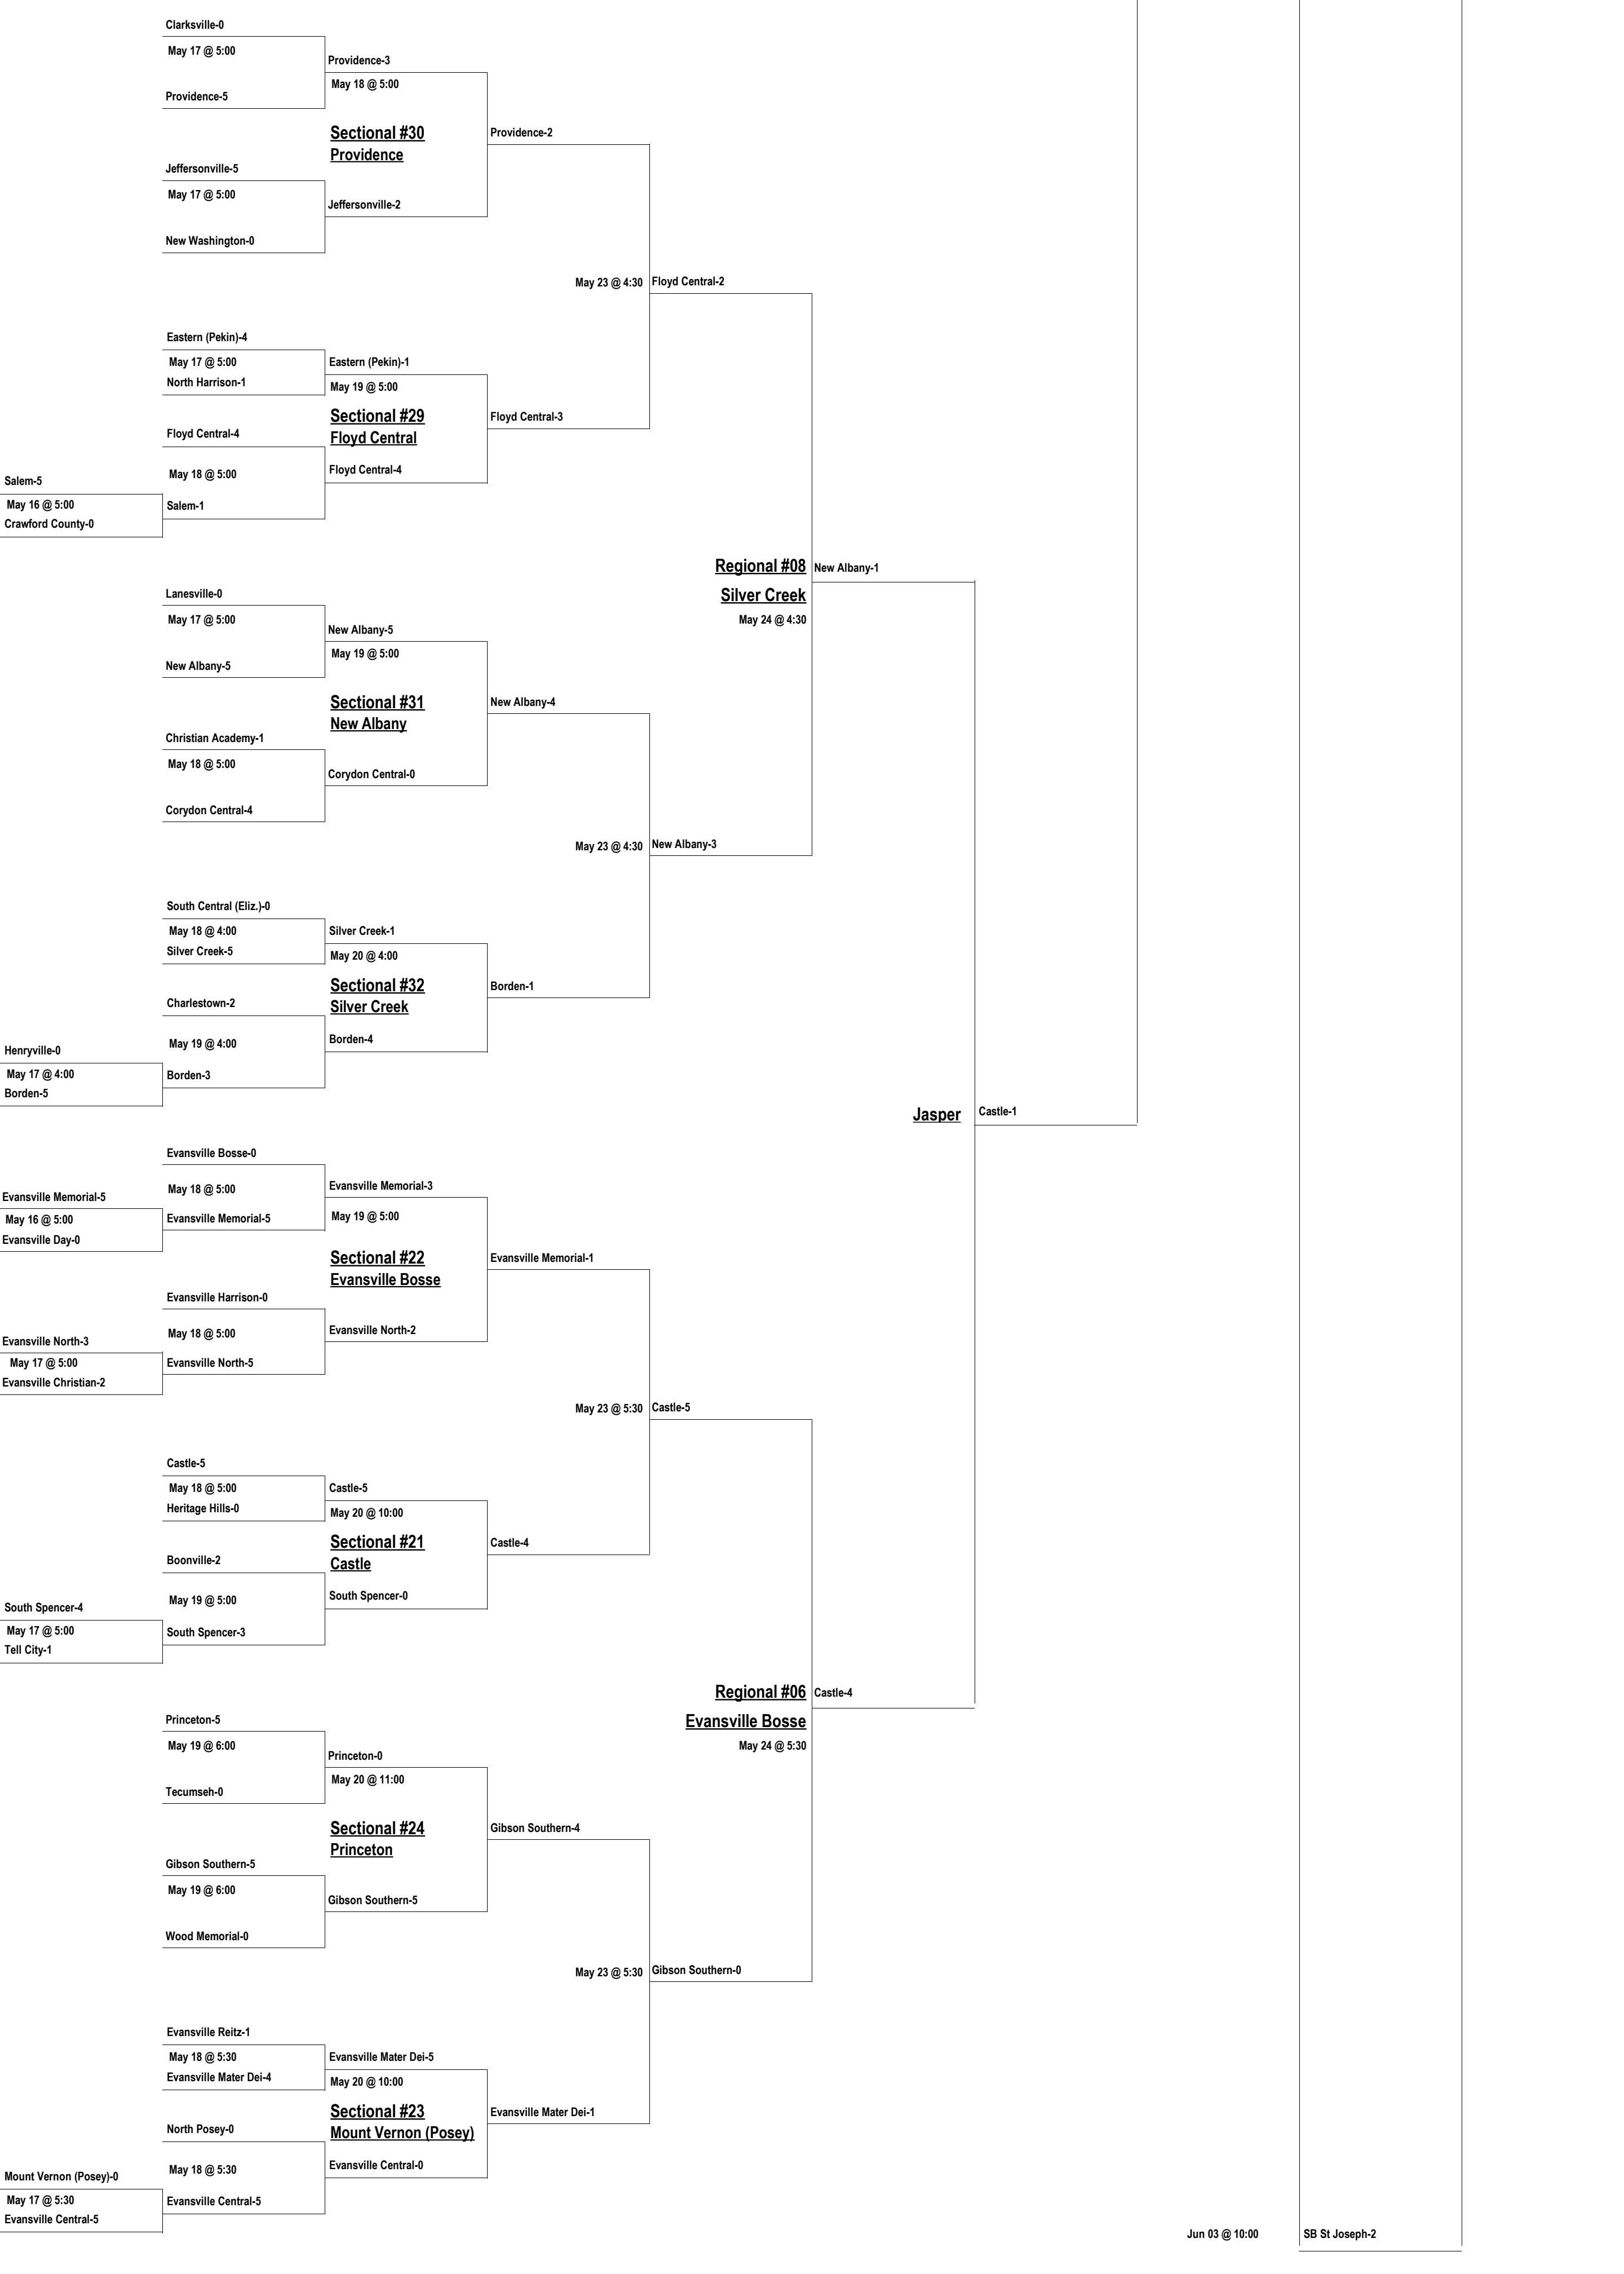 Clarksville-0
May 17 @ 5:00
Providence-3
May 18 @ 5:00
Providence-5
Sectional #30
Providence
Providence-2
Jeffersonville-5
May 17 @ 5:00
Jeffersonville-2
New Washington-0
May 23 @ 4:30
Floyd Central-2
Eastern (Pekin)-4
May 17 @ 5:00
Eastern (Pekin)-1
North Harrison-1
May 19 @ 5:00
Sectional #29
Floyd Central
Floyd Central-3
Floyd Central-4
May 18 @ 5:00
Floyd Central-4
Salem-5
May 16 @ 5:00
Salem-1
Crawford County-0
Regional #08
New Albany-1
Silver Creek
May 24 @ 4:30
Lanesville-0
May 17 @ 5:00
New Albany-5
May 19 @ 5:00
New Albany-5
Sectional #31
New Albany
New Albany-4
Christian Academy-1
May 18 @ 5:00
Corydon Central-0
Corydon Central-4
May 23 @ 4:30
New Albany-3
South Central (Eliz.)-0
May 18 @ 4:00
Silver Creek-1
Silver Creek-5
May 20 @ 4:00
Sectional #32
Silver Creek
Borden-1
Charlestown-2
May 19 @ 4:00
Borden-4
Henryville-0
May 17 @ 4:00
Borden-3
Borden-5
Jasper
Castle-1
Evansville Bosse-0
May 18 @ 5:00
Evansville Memorial-3
Evansville Memorial-5
May 16 @ 5:00
Evansville Memorial-5
May 19 @ 5:00
Evansville Day-0
Sectional #22
Evansville Bosse
Evansville Memorial-1
Evansville Harrison-0
May 18 @ 5:00
Evansville North-2
Evansville North-3
May 17 @ 5:00
Evansville North-5
Evansville Christian-2
May 23 @ 5:30
Castle-5
Castle-5
May 18 @ 5:00
Castle-5
Heritage Hills-0
May 20 @ 10:00
Sectional #21
Castle
Castle-4
Boonville-2
May 19 @ 5:00
South Spencer-0
South Spencer-4
May 17 @ 5:00
South Spencer-3
Tell City-1
Regional #06
Castle-4
Evansville Bosse
May 24 @ 5:30
Princeton-5
May 19 @ 6:00
Princeton-0
May 20 @ 11:00
Tecumseh-0
Sectional #24
Princeton
Gibson Southern-4
Gibson Southern-5
May 19 @ 6:00
Gibson Southern-5
Wood Memorial-0
May 23 @ 5:30
Gibson Southern-0
Evansville Reitz-1
May 18 @ 5:30
Evansville Mater Dei-5
Evansville Mater Dei-4
May 20 @ 10:00
Sectional #23
Mount Vernon (Posey)
Evansville Mater Dei-1
North Posey-0
May 18 @ 5:30
Evansville Central-0
Mount Vernon (Posey)-0
May 17 @ 5:30
Evansville Central-5
Evansville Central-5
Jun 03 @ 10:00
SB St Joseph-2